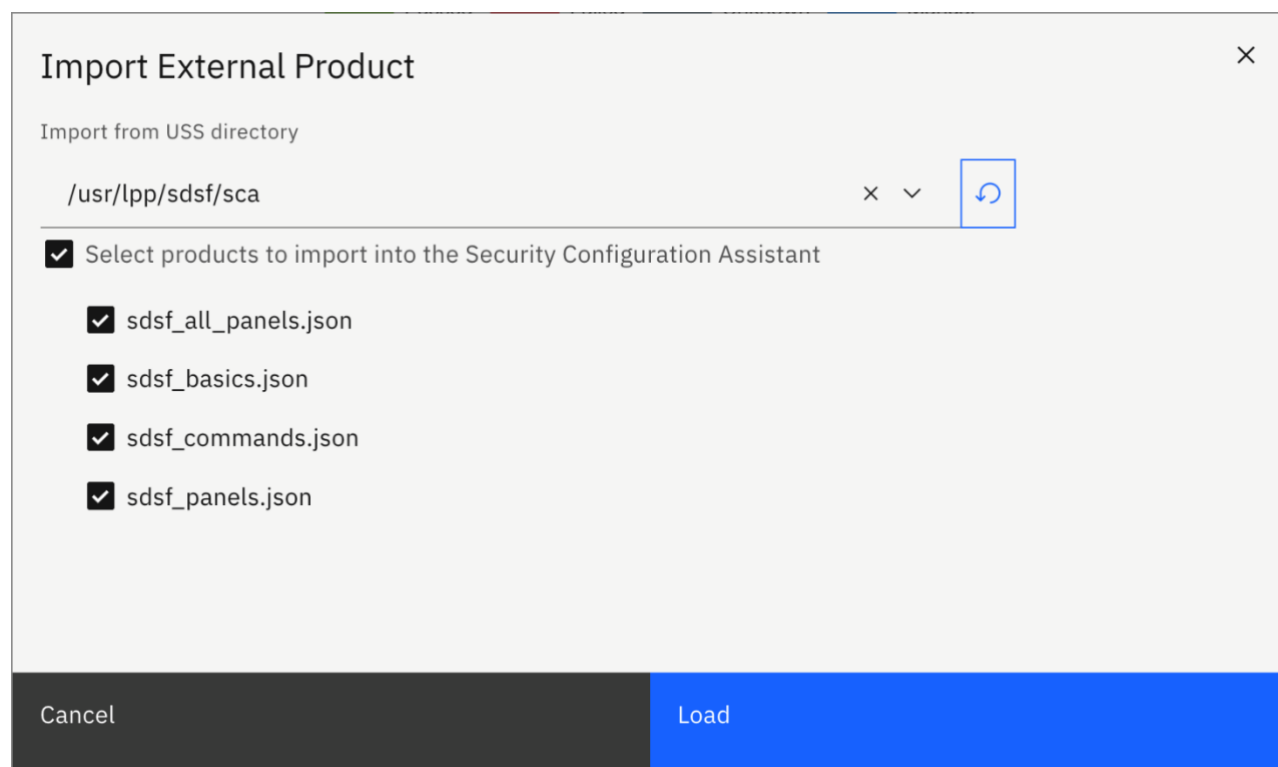 Import External Product
Import from USS directory
/usr/lpp/sdsf/sca
Select products to import into the Security Configuration Assistant
sdsf_all_panels.json
sdsf_basics.json
sdsf_commands.json
sdsf_panels.json
Cancel
Load